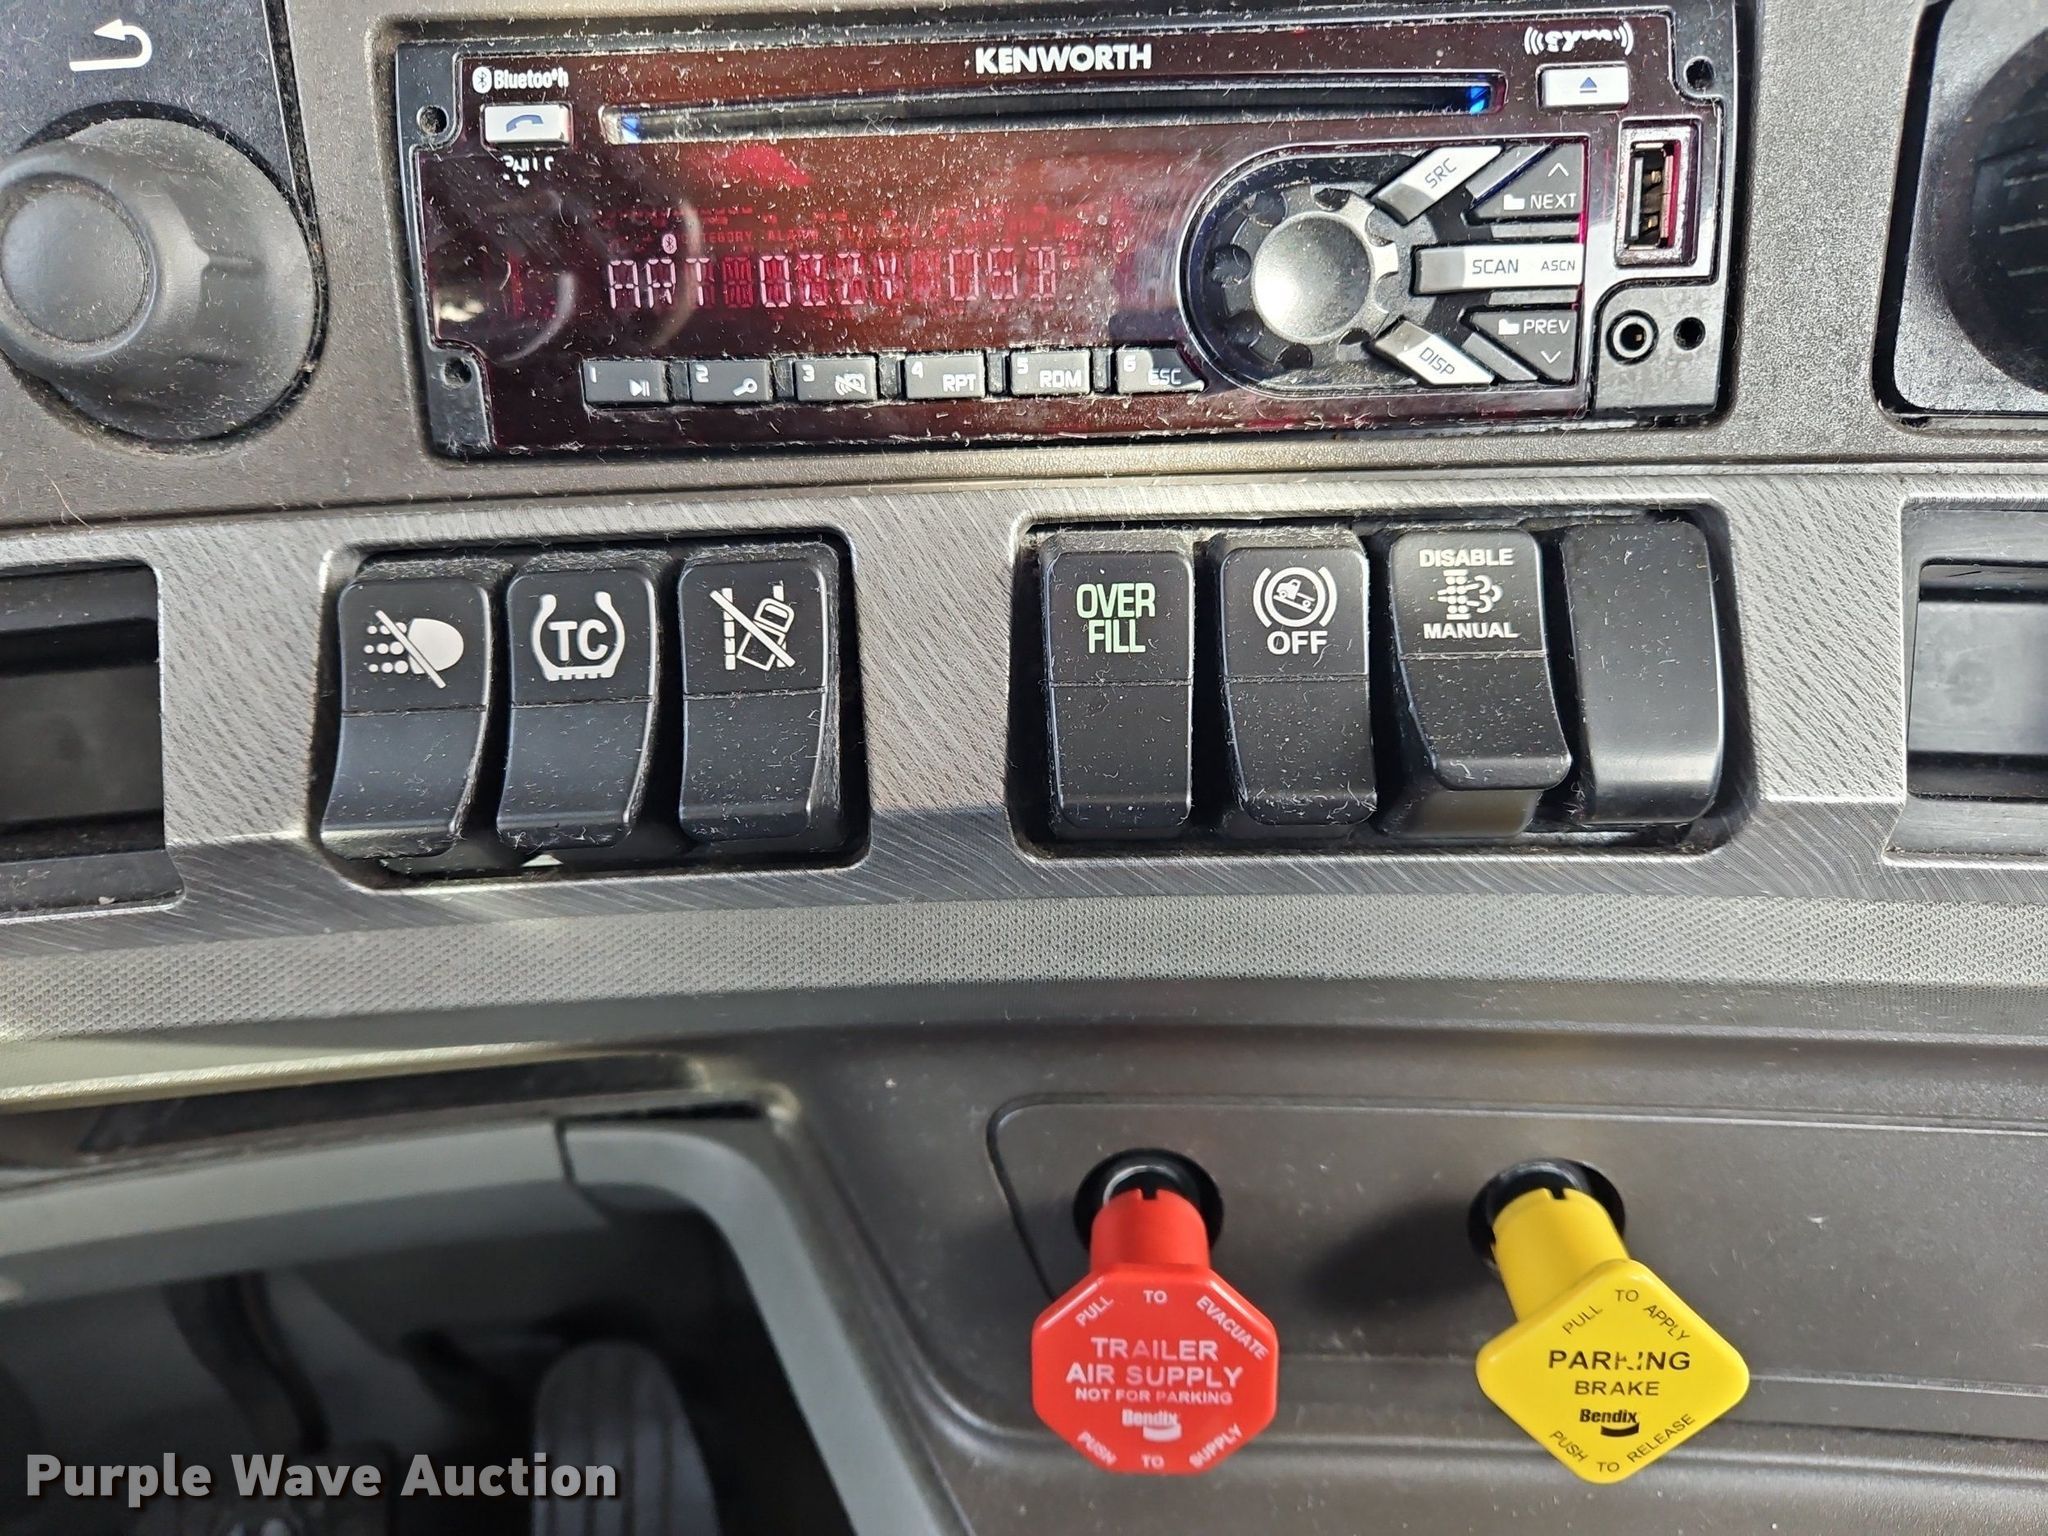 KENWORTH
Bluetooth
SRC
NEXT
SCAN ASCN
PREV
DISP
1
2
3
4 RPT
5 RDM
6 ESC
TC
OVER
FILL
OFF
DISABLE
MANUAL
PULL TO EVACUATE
TRAILER
AIR SUPPLY
NOT FOR PARKING
Bendix
PUSH TO SUPPLY
PULL TO APPLY
PARKING
BRAKE
Bendix
PUSH TO RELEASE
Purple Wave Auction